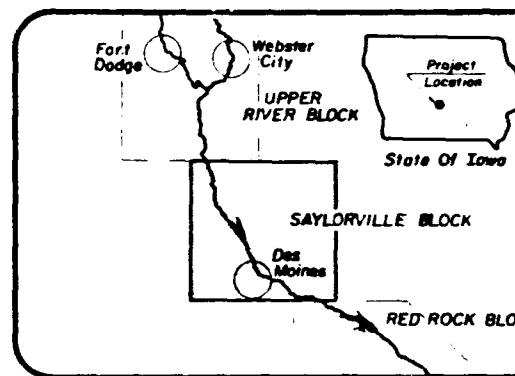 Fort
Dodge
Webster
City
UPPER
RIVER BLOCK
Project
Location
State Of Iowa
SAYLORVILLE BLOCK
Des
Moines
RED ROCK BLO